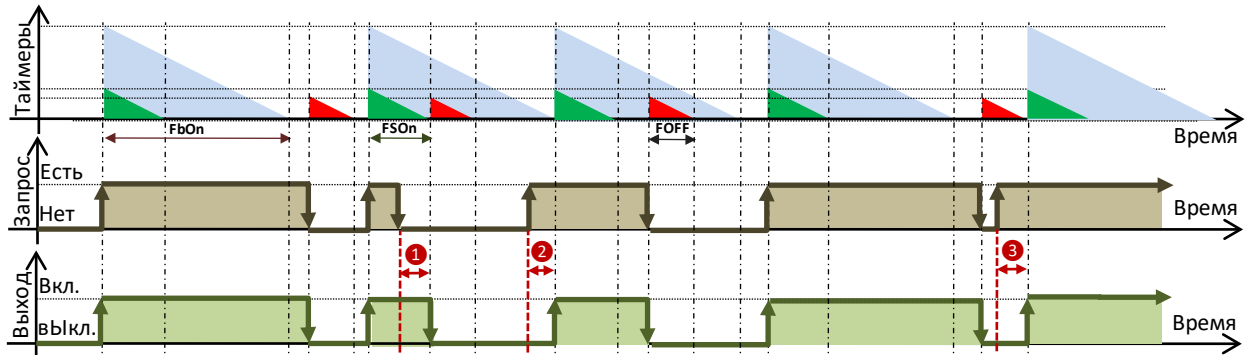 Таймеры
FbOn
FSOn
FOFF
Время
Запрос
Есть
Нет
Время
1
2
3
Выход
Вкл.
вЫкл.
Время